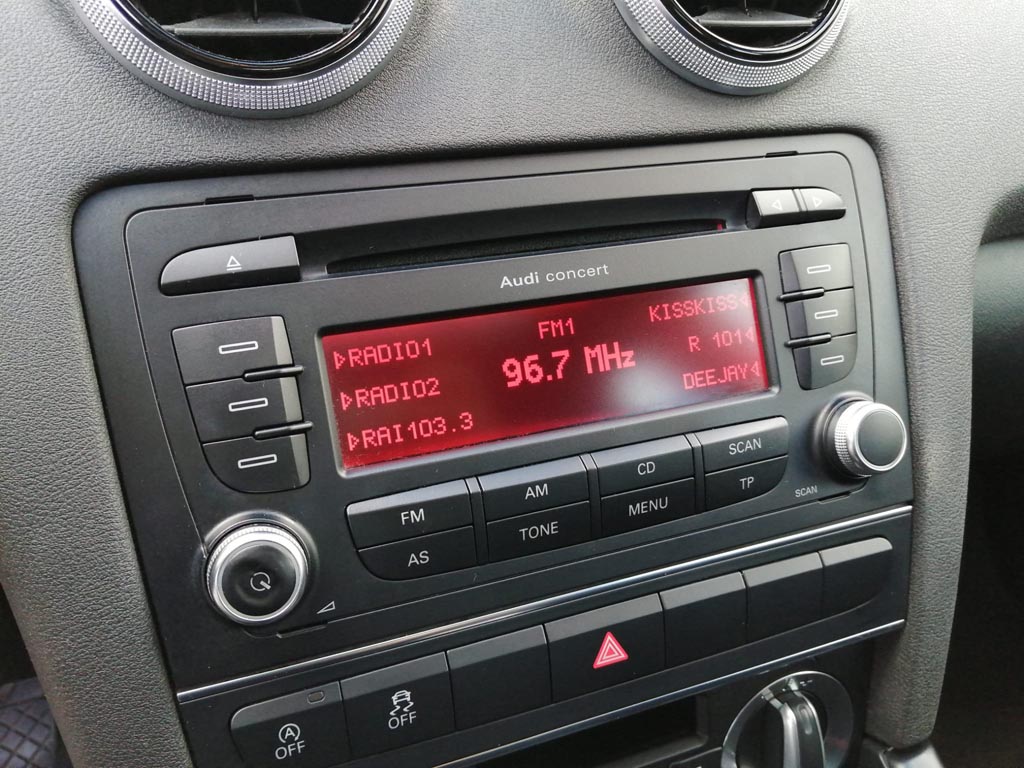 Audi concert
FM1
96.7 MHz
RADIO1
RADIO2
RAI103.3
KISSKISS
R 101
DEEJAY
FM
AM
CD
SCAN
AS
TONE
MENU
TP
SCAN
A
OFF
OFF